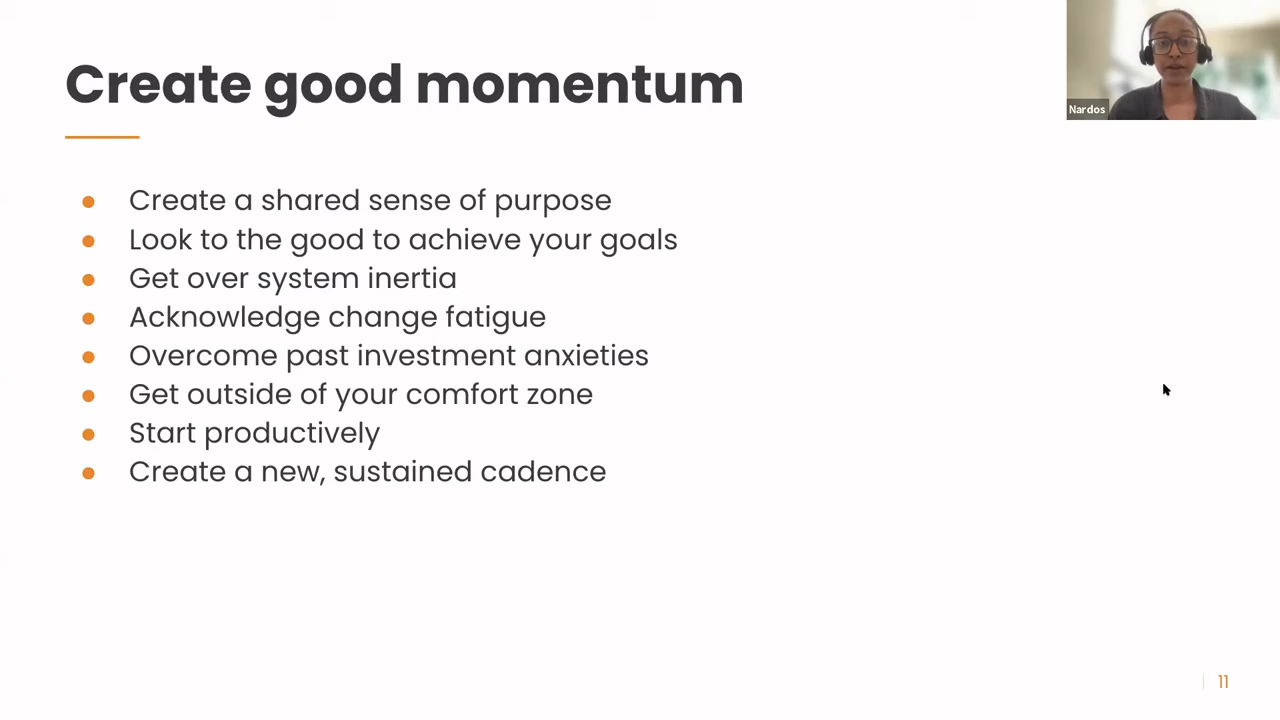 Create good momentum
Nardos
Create a shared sense of purpose
Look to the good to achieve your goals
Get over system inertia
Acknowledge change fatigue
Overcome past investment anxieties
Get outside of your comfort zone
Start productively
Create a new, sustained cadence
11